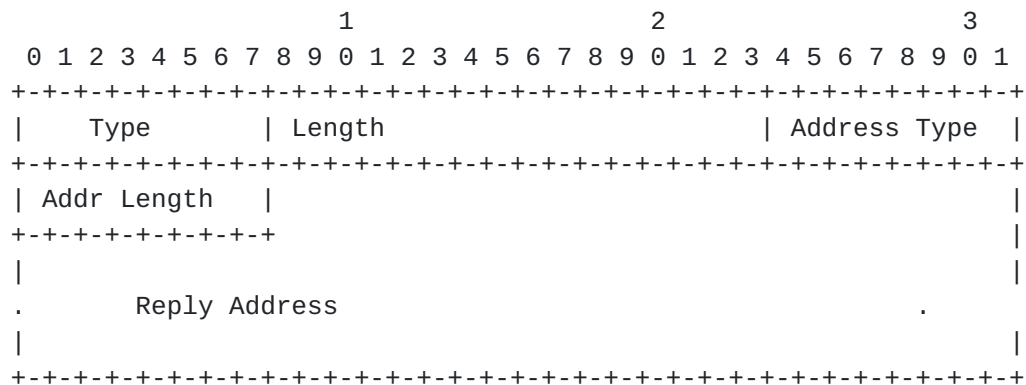 1                   2                   3
 0 1 2 3 4 5 6 7 8 9 0 1 2 3 4 5 6 7 8 9 0 1 2 3 4 5 6 7 8 9 0 1
+-+-+-+-+-+-+-+-+-+-+-+-+-+-+-+-+-+-+-+-+-+-+-+-+-+-+-+-+-+-+-+-+
|    Type       | Length                        | Address Type  |
+-+-+-+-+-+-+-+-+-+-+-+-+-+-+-+-+-+-+-+-+-+-+-+-+-+-+-+-+-+-+-+-+
| Addr Length   |                                               |
+-+-+-+-+-+-+-+-+                                               |
|                                                               |
.       Reply Address                                     .
|                                                               |
+-+-+-+-+-+-+-+-+-+-+-+-+-+-+-+-+-+-+-+-+-+-+-+-+-+-+-+-+-+-+-+-+